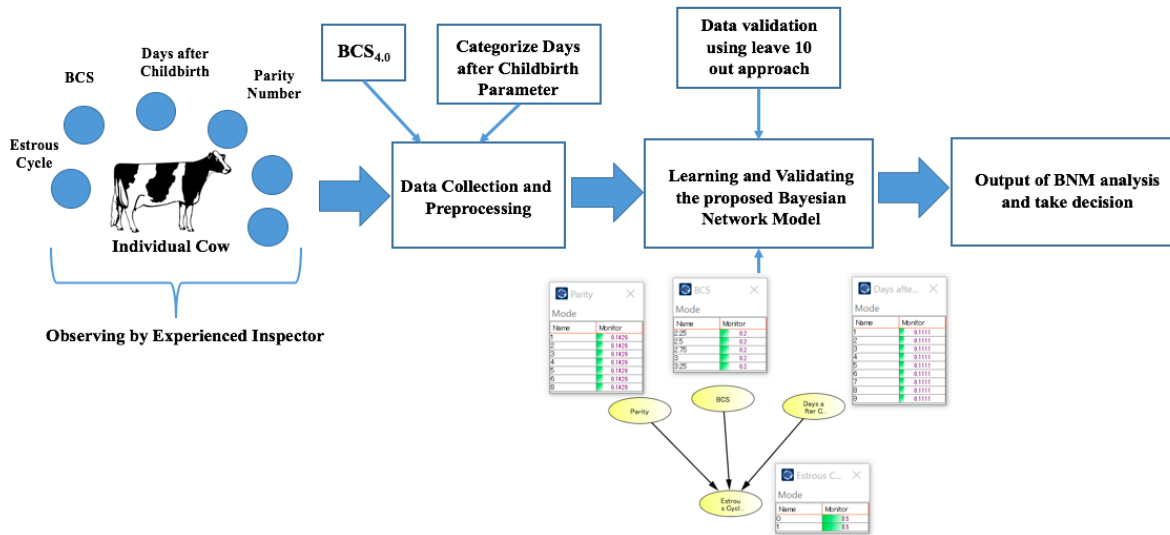 BCS
Days after
Childbirth
Parity
Number
Estrous
Cycle
Individual Cow
Observing by Experienced Inspector
BCS4.0
Categorize Days
after Childbirth
Parameter
Data Collection and
Preprocessing
Data validation
using leave 10
out approach
Learning and Validating
the proposed Bayesian
Network Model
Output of BNM analysis
and take decision
Parity
Mode
Name Monitor
1 0.1429
2 0.1429
3 0.1429
4 0.1429
5 0.1429
6 0.1429
8 0.1429
BCS
Mode
Name Monitor
2.25 0.2
2.5 0.2
2.75 0.2
3 0.2
3.25 0.2
Days afte...
Mode
Name Monitor
1 0.1111
2 0.1111
3 0.1111
4 0.1111
5 0.1111
6 0.1111
7 0.1111
8 0.1111
9 0.1111
Parity
BCS
Days a
fter C...
Estrou
s Cycl...
Estrous C...
Mode
Name Monitor
0 0.5
1 0.5